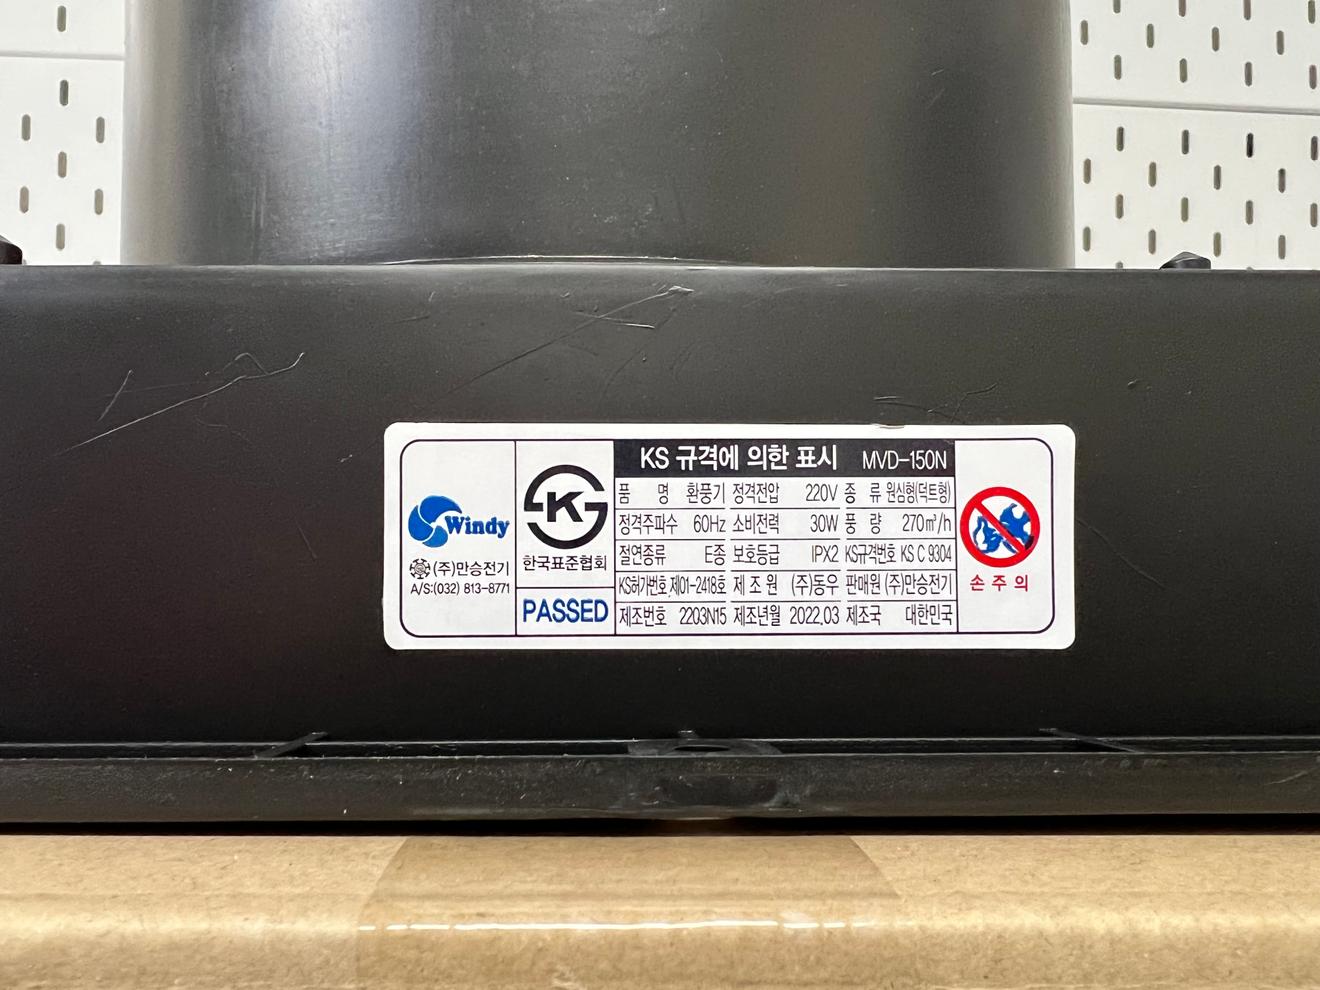 Windy
(주)만승전기
A/S:(032) 813-8771
K
한국표준협회
PASSED
KS 규격에 의한 표시 MVD-150N
품 명 환풍기 정격전압 220V 종 류 원심형(덕트형)
정격주파수 60Hz 소비전력 30W 풍 량 270㎥/h
절연종류 E종 보호등급 IPX2 KS규격번호 KS C 9304
KS허가번호 제01-2418호 제 조 원 (주)동우 판매원 (주)만승전기
제조번호 2203N15 제조년월 2022.03 제조국 대한민국
손 주 의